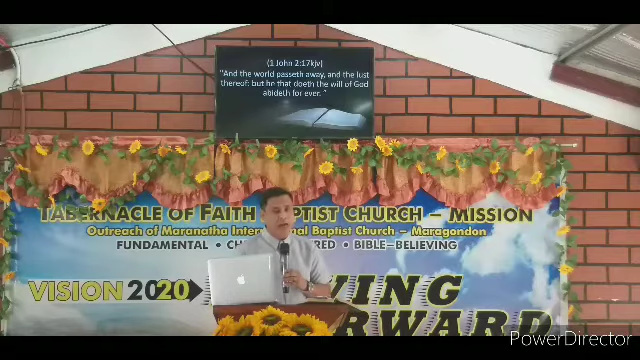 (1 John 2:17kjv)
"And the world passeth away, and the lust
thereof: but he that doeth the will of God
abideth for ever. "
TABERNACLE OF FAITH BAPTIST CHURCH – MISSION
Outreach of Maranatha International Baptist Church – Maragondon
FUNDAMENTAL • BIBLE–BELIEVING
VISION 2020
FORWARD
PowerDirector